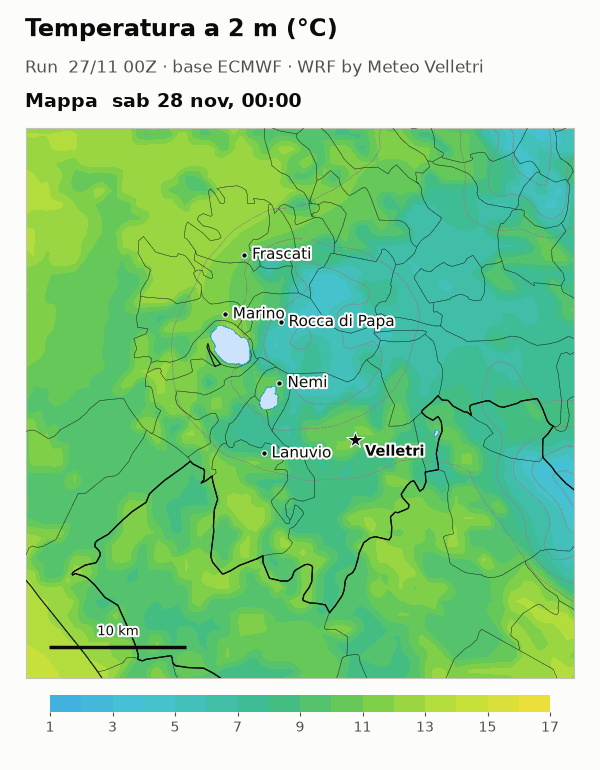 Temperatura a 2 m (°C)
Run  27/11 00Z · base ECMWF · WRF by Meteo Velletri
Mappa  sab 28 nov, 00:00
Frascati
Marino
Rocca di Papa
Nemi
Velletri
Lanuvio
10 km
1 3 5 7 9 11 13 15 17